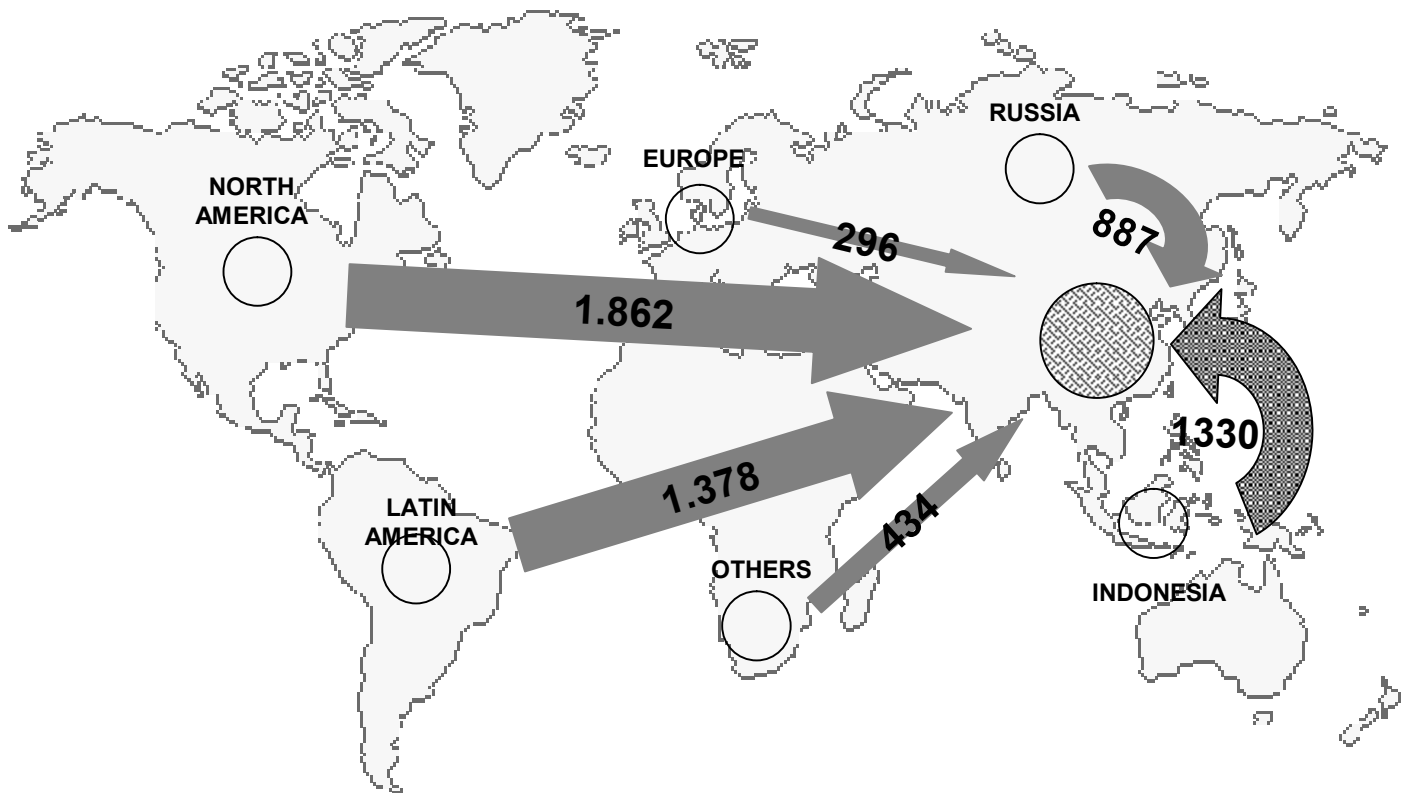 RUSSIA
EUROPE
NORTH
AMERICA
887
296
1.862
1330
1.378
LATIN
AMERICA
434
OTHERS
INDONESIA